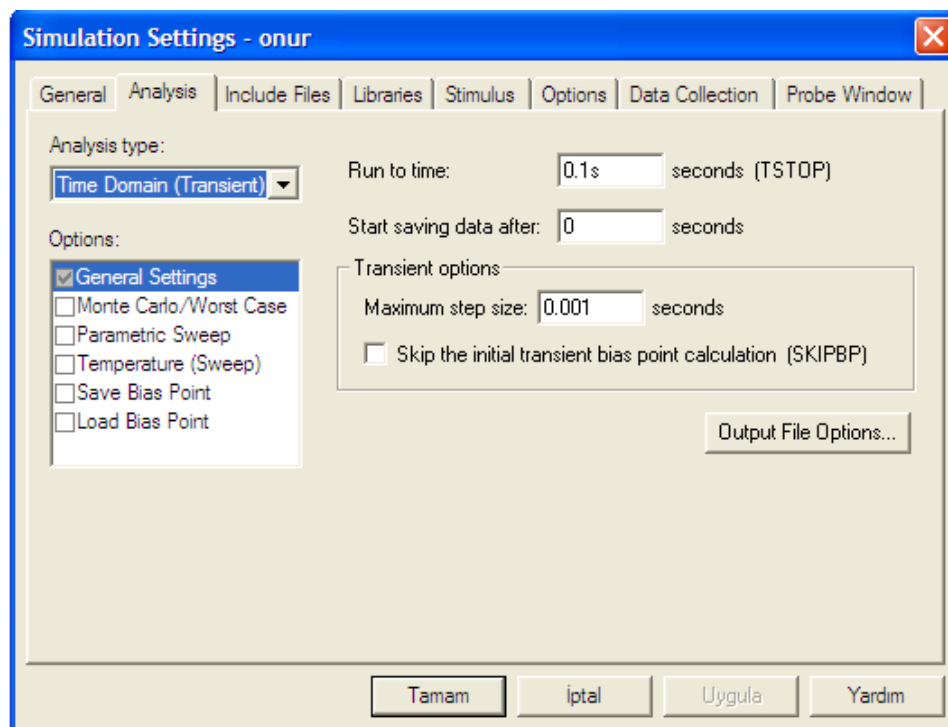 Simulation Settings - onur
General Analysis Include Files Libraries Stimulus Options Data Collection Probe Window
Analysis type:
Time Domain (Transient)
Run to time: 0.1s seconds (TSTOP)
Start saving data after: 0 seconds
Options:
General Settings
Monte Carlo/Worst Case
Parametric Sweep
Temperature (Sweep)
Save Bias Point
Load Bias Point
Transient options
Maximum step size: 0.001 seconds
Skip the initial transient bias point calculation (SKIPBP)
Output File Options...
Tamam İptal Uygula Yardım